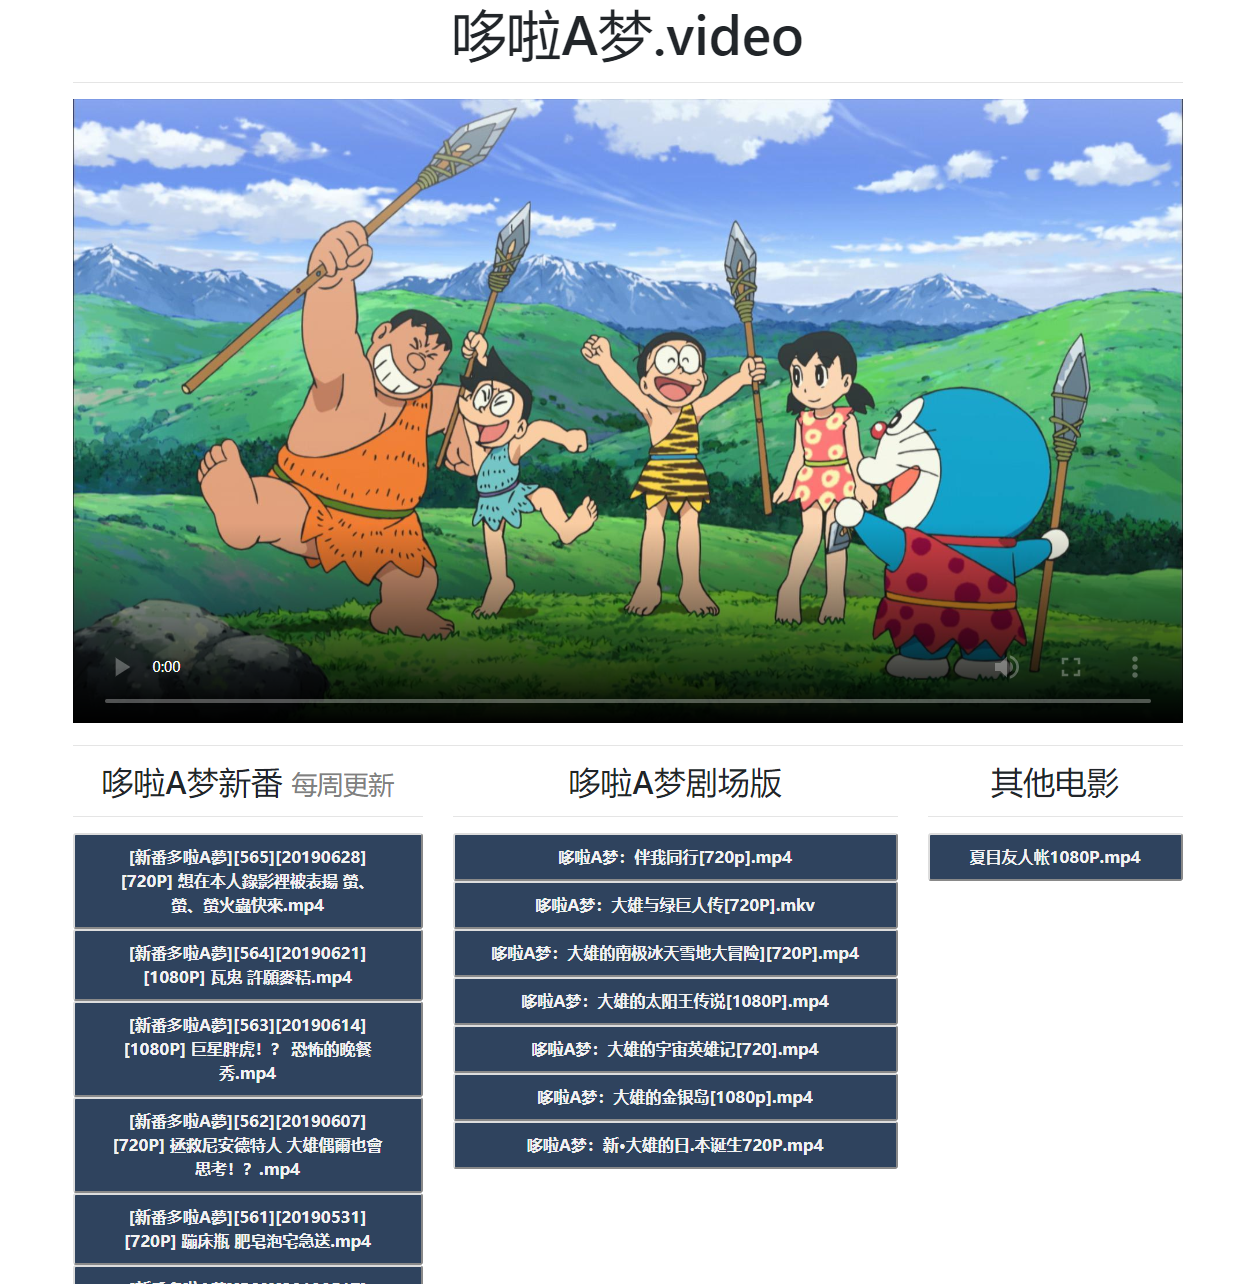 哆啦A梦.video
0:00
哆啦A梦新番 每周更新
[新番多啦A夢][565][20190628]
[720P] 想在本人錄影裡被表揚 螢、
螢、螢火蟲快來.mp4
[新番多啦A夢][564][20190621]
[1080P] 瓦鬼 許願麥秸.mp4
[新番多啦A夢][563][20190614]
[1080P] 巨星胖虎！？ 恐怖的晚餐
秀.mp4
[新番多啦A夢][562][20190607]
[720P] 拯救尼安德特人 大雄偶爾也會
思考！？.mp4
[新番多啦A夢][561][20190531]
[720P] 蹦床瓶 肥皂泡宅急送.mp4
哆啦A梦剧场版
哆啦A梦：伴我同行[720p].mp4
哆啦A梦：大雄与绿巨人传[720P].mkv
哆啦A梦：大雄的南极冰天雪地大冒险][720P].mp4
哆啦A梦：大雄的太阳王传说[1080P].mp4
哆啦A梦：大雄的宇宙英雄记[720].mp4
哆啦A梦：大雄的金银岛[1080p].mp4
哆啦A梦：新•大雄的日.本诞生720P.mp4
其他电影
夏目友人帐1080P.mp4